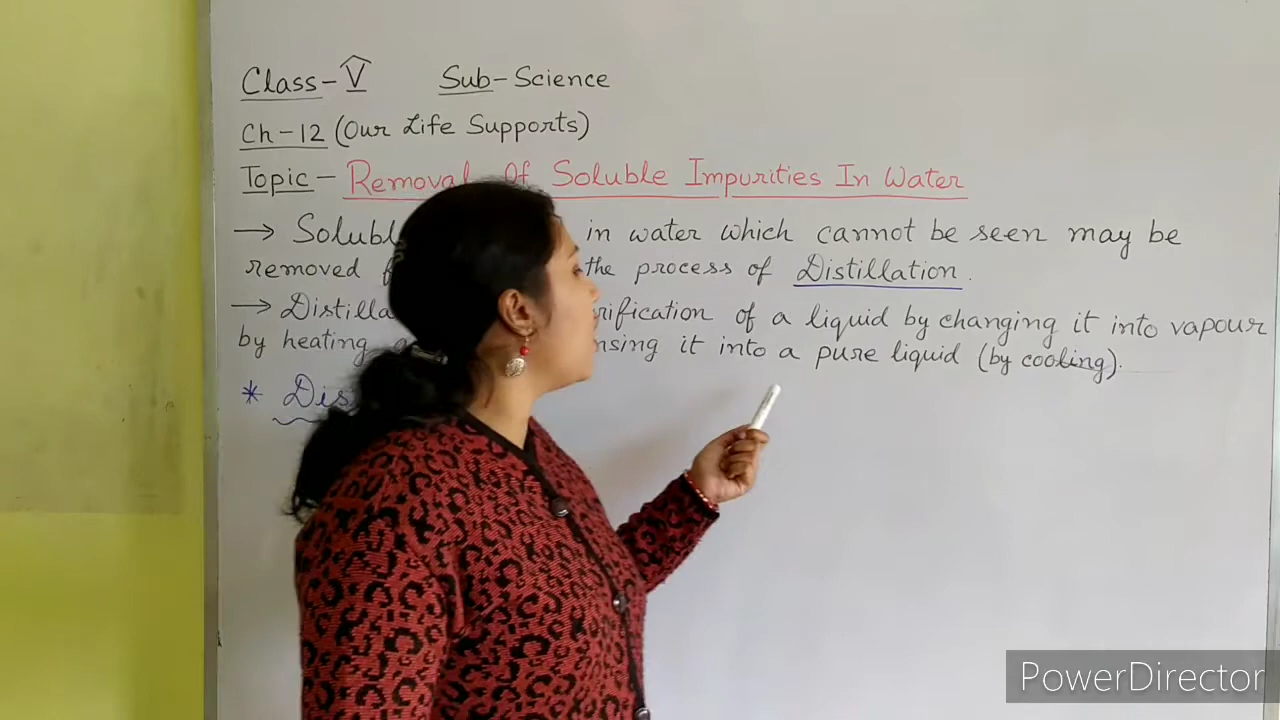 Class - V Sub - Science
Ch - 12 (Our Life Supports)
Topic - Removal Of Soluble Impurities In Water
→ Solubl in water which cannot be seen may be
removed the process of Distillation.
→ Distilla rification of a liquid by changing it into vapour
by heating nsing it into a pure liquid (by cooling).
* Dis
PowerDirector